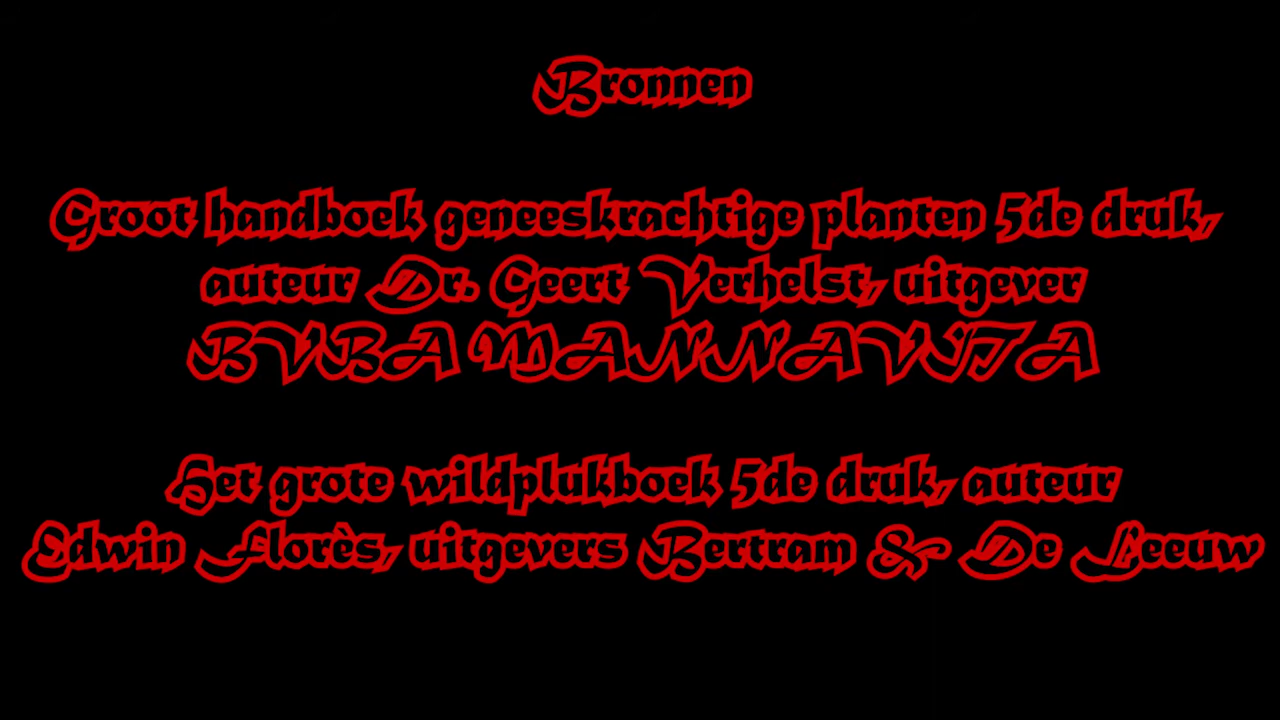 Bronnen
Groot handboek geneeskrachtige planten 5de druk,
auteur Dr. Geert Verhelst, uitgever
BVBA MANNAVITA
Het grote wildplukboek 5de druk, auteur
Edwin Florès, uitgevers Bertram & De Leeuw